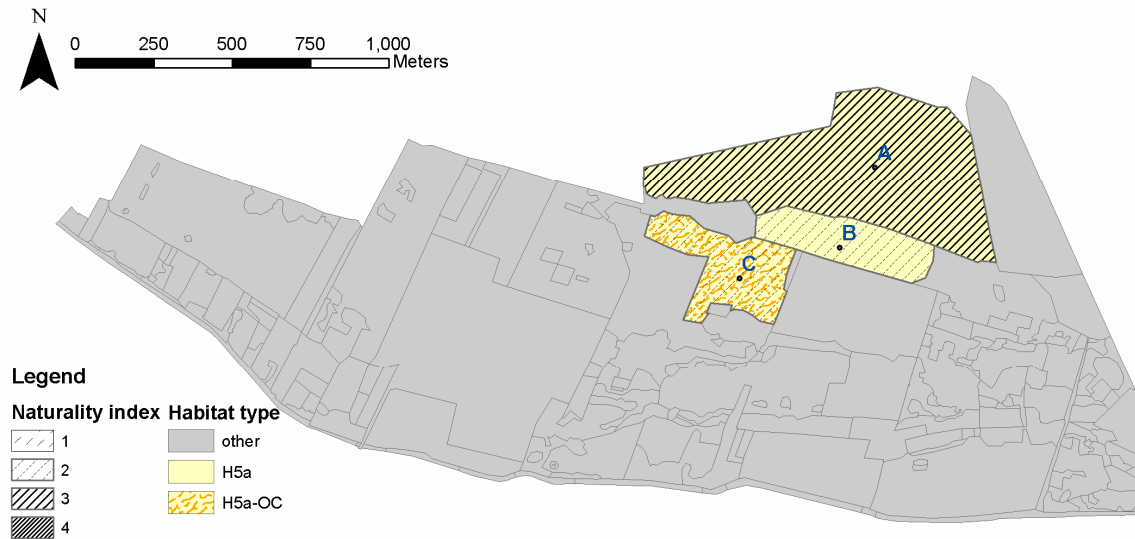 N
0 250 500 750 1,000
Meters
A
B
C
Legend
Naturality index Habitat type
1 other
2 H5a
3 H5a-OC
4